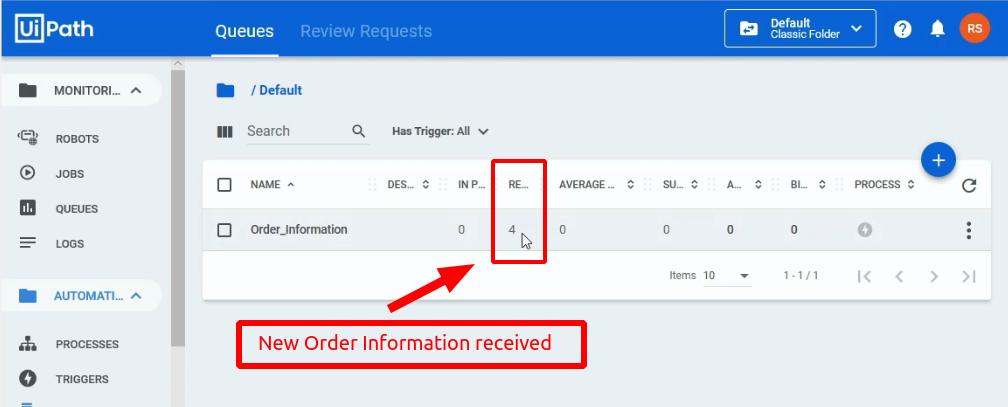 UiPath
Queues
Review Requests
Default
Classic Folder
RS
MONITORI...
ROBOTS
JOBS
QUEUES
LOGS
AUTOMATI...
PROCESSES
TRIGGERS
/ Default
Search
Has Trigger: All
+
NAME DES... IN P... RE... AVERAGE ... SU... A... BI... PROCESS
Order_Information 0 4 0 0 0 0
Items 10 1 - 1 / 1
New Order Information received